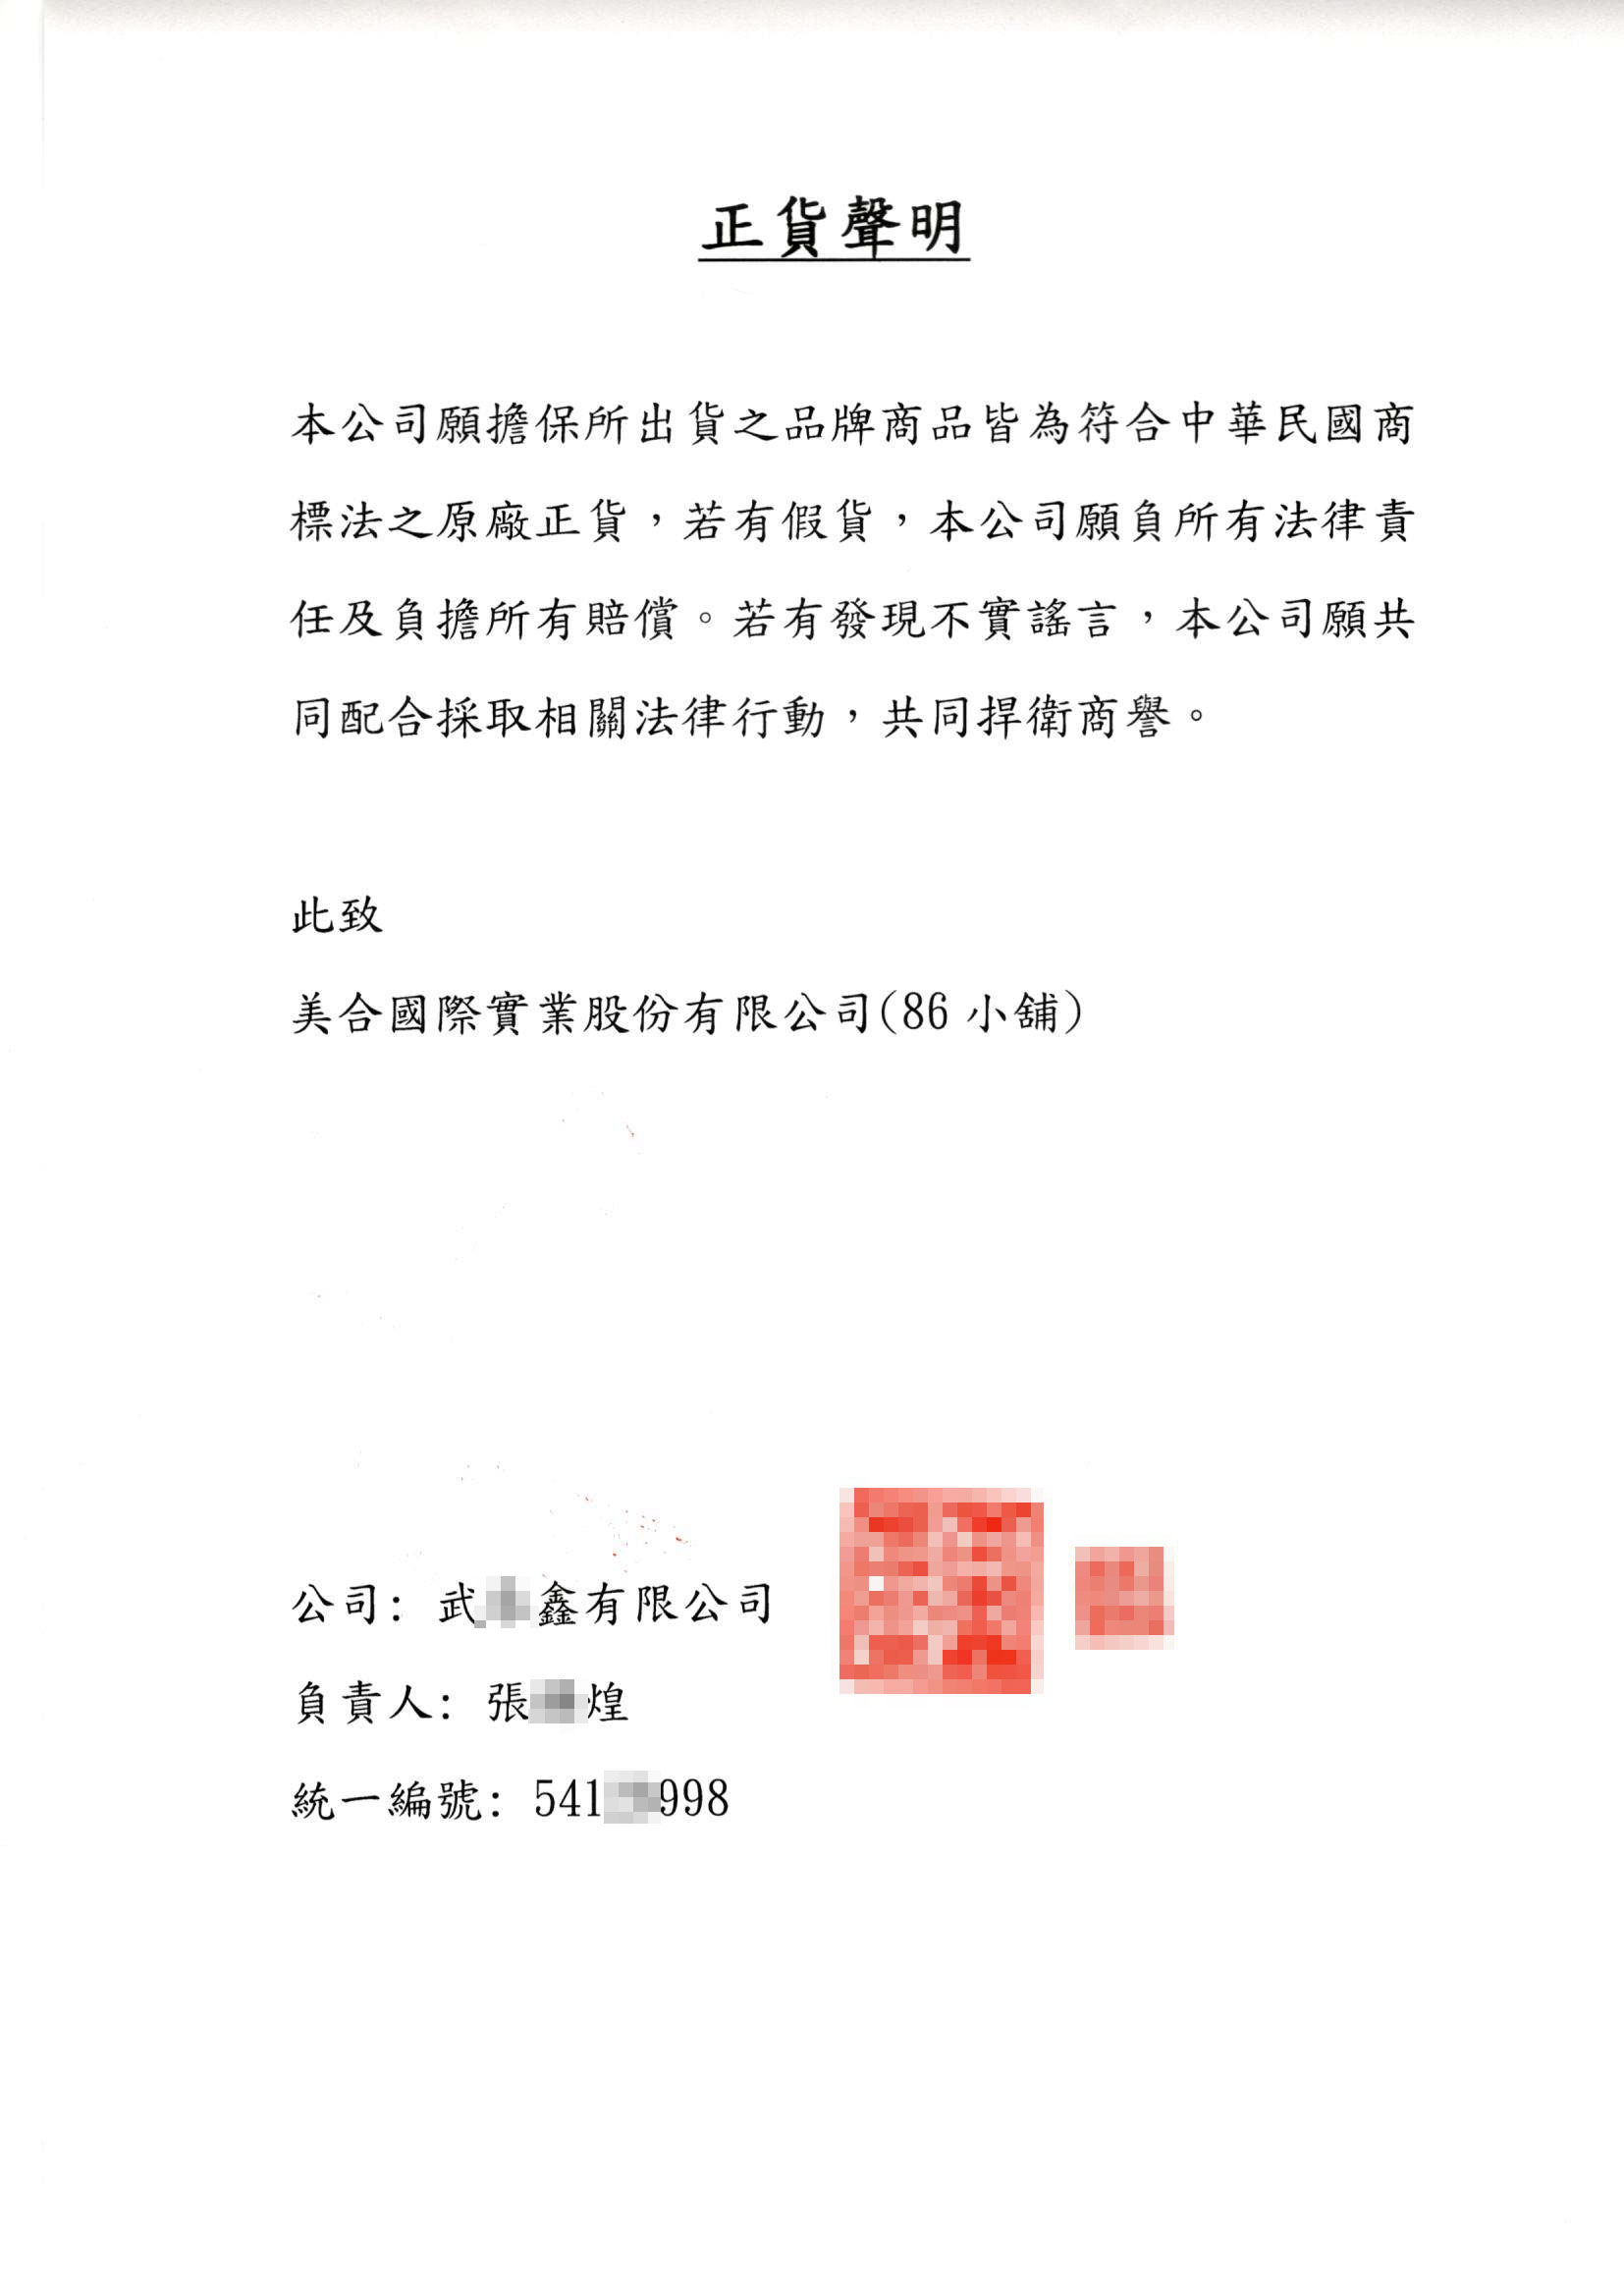 正貨聲明
本公司願擔保所出貨之品牌商品皆為符合中華民國商
標法之原廠正貨，若有假貨，本公司願負所有法律責
任及負擔所有賠償。若有發現不實謠言，本公司願共
同配合採取相關法律行動，共同捍衛商譽。
此致
美合國際實業股份有限公司(86 小舖)
公司: 武 鑫有限公司
負責人: 張 煌
統一編號: 541 998